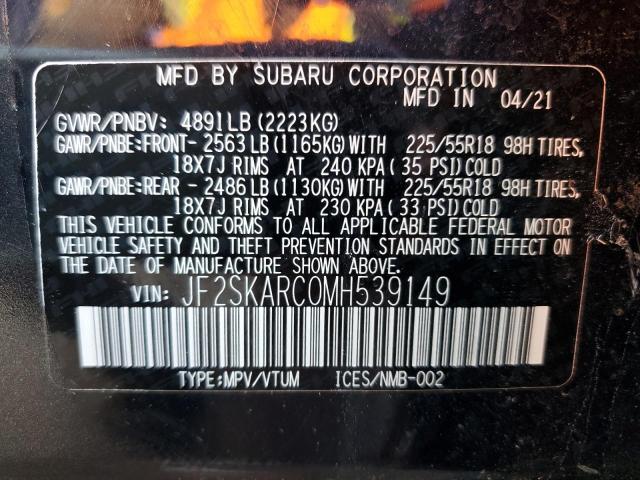 MFD BY SUBARU CORPORATION
MFD IN 04/21
GVWR/PNBV: 4891LB(2223KG)
GAWR/PNBE:FRONT- 2563LB(1165KG)WITH 225/55R18 98H TIRES,
18X7J RIMS AT 240 KPA( 35 PSI)COLD
GAWR/PNBE:REAR - 2486LB(1130KG)WITH 225/55R18 98H TIRES,
18X7J RIMS AT 230 KPA( 33 PSI)COLD
THIS VEHICLE CONFORMS TO ALL APPLICABLE FEDERAL MOTOR
VEHICLE SAFETY AND THEFT PREVENTION STANDARDS IN EFFECT ON
THE DATE OF MANUFACTURE SHOWN ABOVE.
VIN: JF2SKARC0MH539149
TYPE:MPV/VTUM ICES/NMB-002